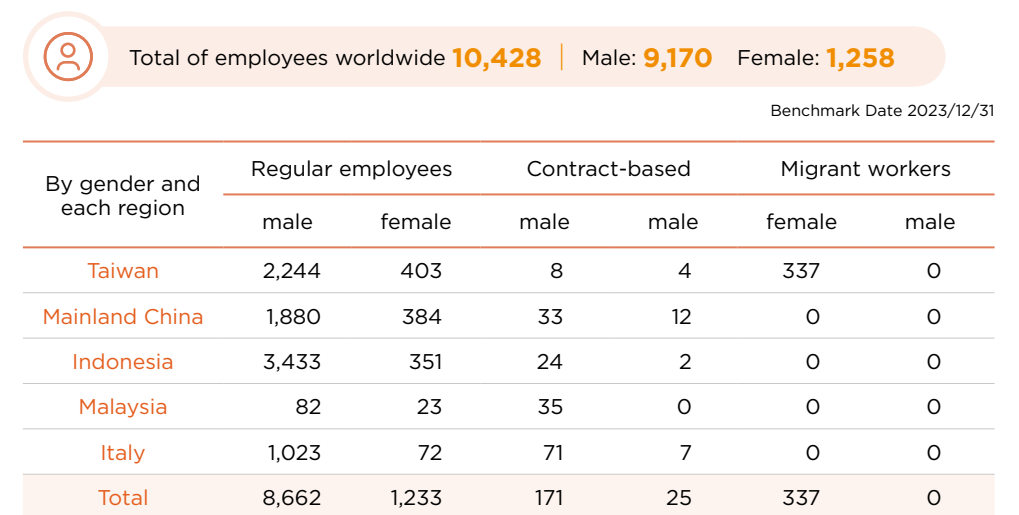 Total of employees worldwide 10,428 | Male: 9,170 Female: 1,258
Benchmark Date 2023/12/31
By gender and each region Regular employees Contract-based Migrant workers
male female male male female male
Taiwan 2,244 403 8 4 337 0
Mainland China 1,880 384 33 12 0 0
Indonesia 3,433 351 24 2 0 0
Malaysia 82 23 35 0 0 0
Italy 1,023 72 71 7 0 0
Total 8,662 1,233 171 25 337 0